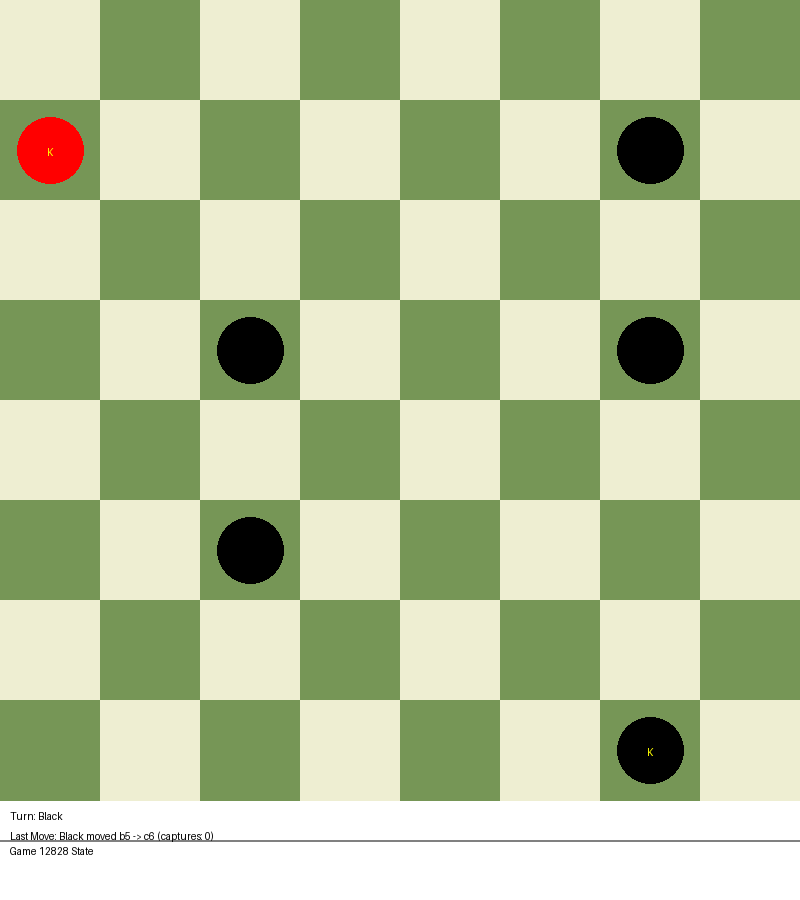 K
K
Turn: Black
Last Move: Black moved b5 -> c6 (captures: 0)
Game 12828 State